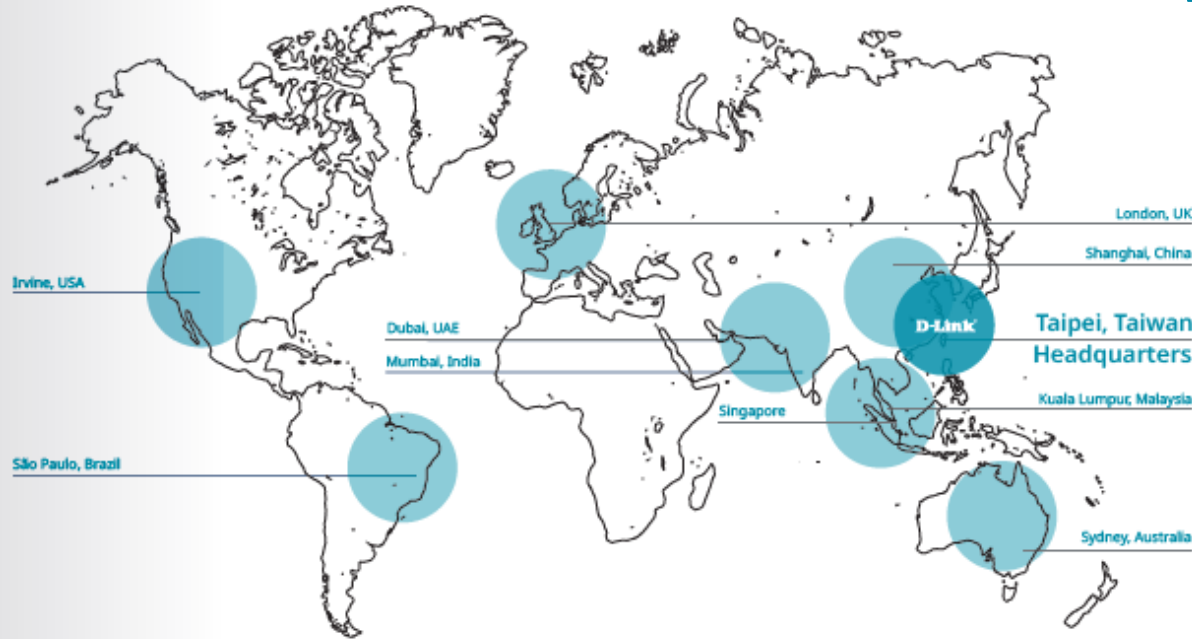 London, UK
Shanghai, China
Irvine, USA
D-Link
Taipei, Taiwan
Headquarters
Dubai, UAE
Mumbai, India
Kuala Lumpur, Malaysia
Singapore
São Paulo, Brazil
Sydney, Australia